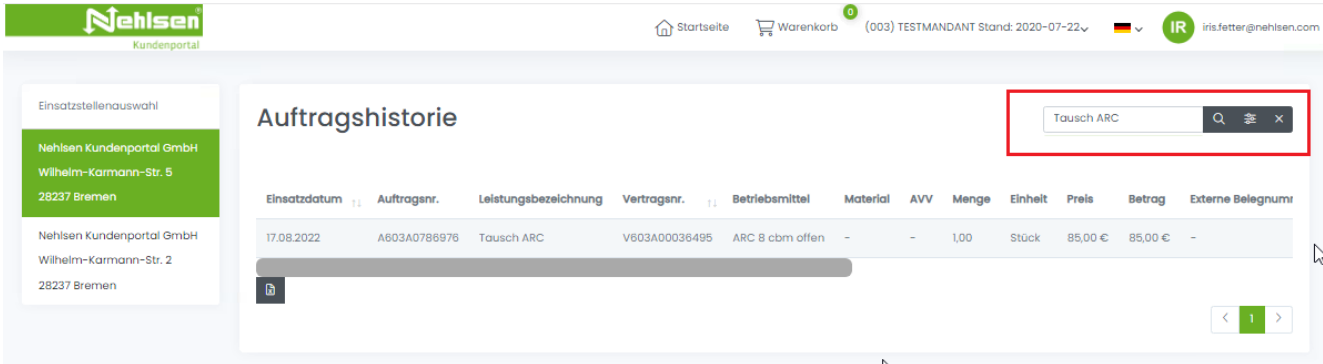 Nehlsen
Kundenportal
Startseite
Warenkorb
0
(003) TESTMANDANT Stand: 2020-07-22
IR
iris.fetter@nehlsen.com
Einsatzstellenauswahl
Nehlsen Kundenportal GmbH
Wilhelm-Karmann-Str. 5
28237 Bremen
Nehlsen Kundenportal GmbH
Wilhelm-Karmann-Str. 2
28237 Bremen
Auftragshistorie
Tausch ARC
Einsatzdatum Auftragsnr. Leistungsbezeichnung Vertragsnr. Betriebsmittel Material AVV Menge Einheit Preis Betrag Externe
17.08.2022 A603A0786976 Tausch ARC V603A00036495 ARC 8 cbm offen - - 1,00 Stück 85,00 € 85,00 € -
1